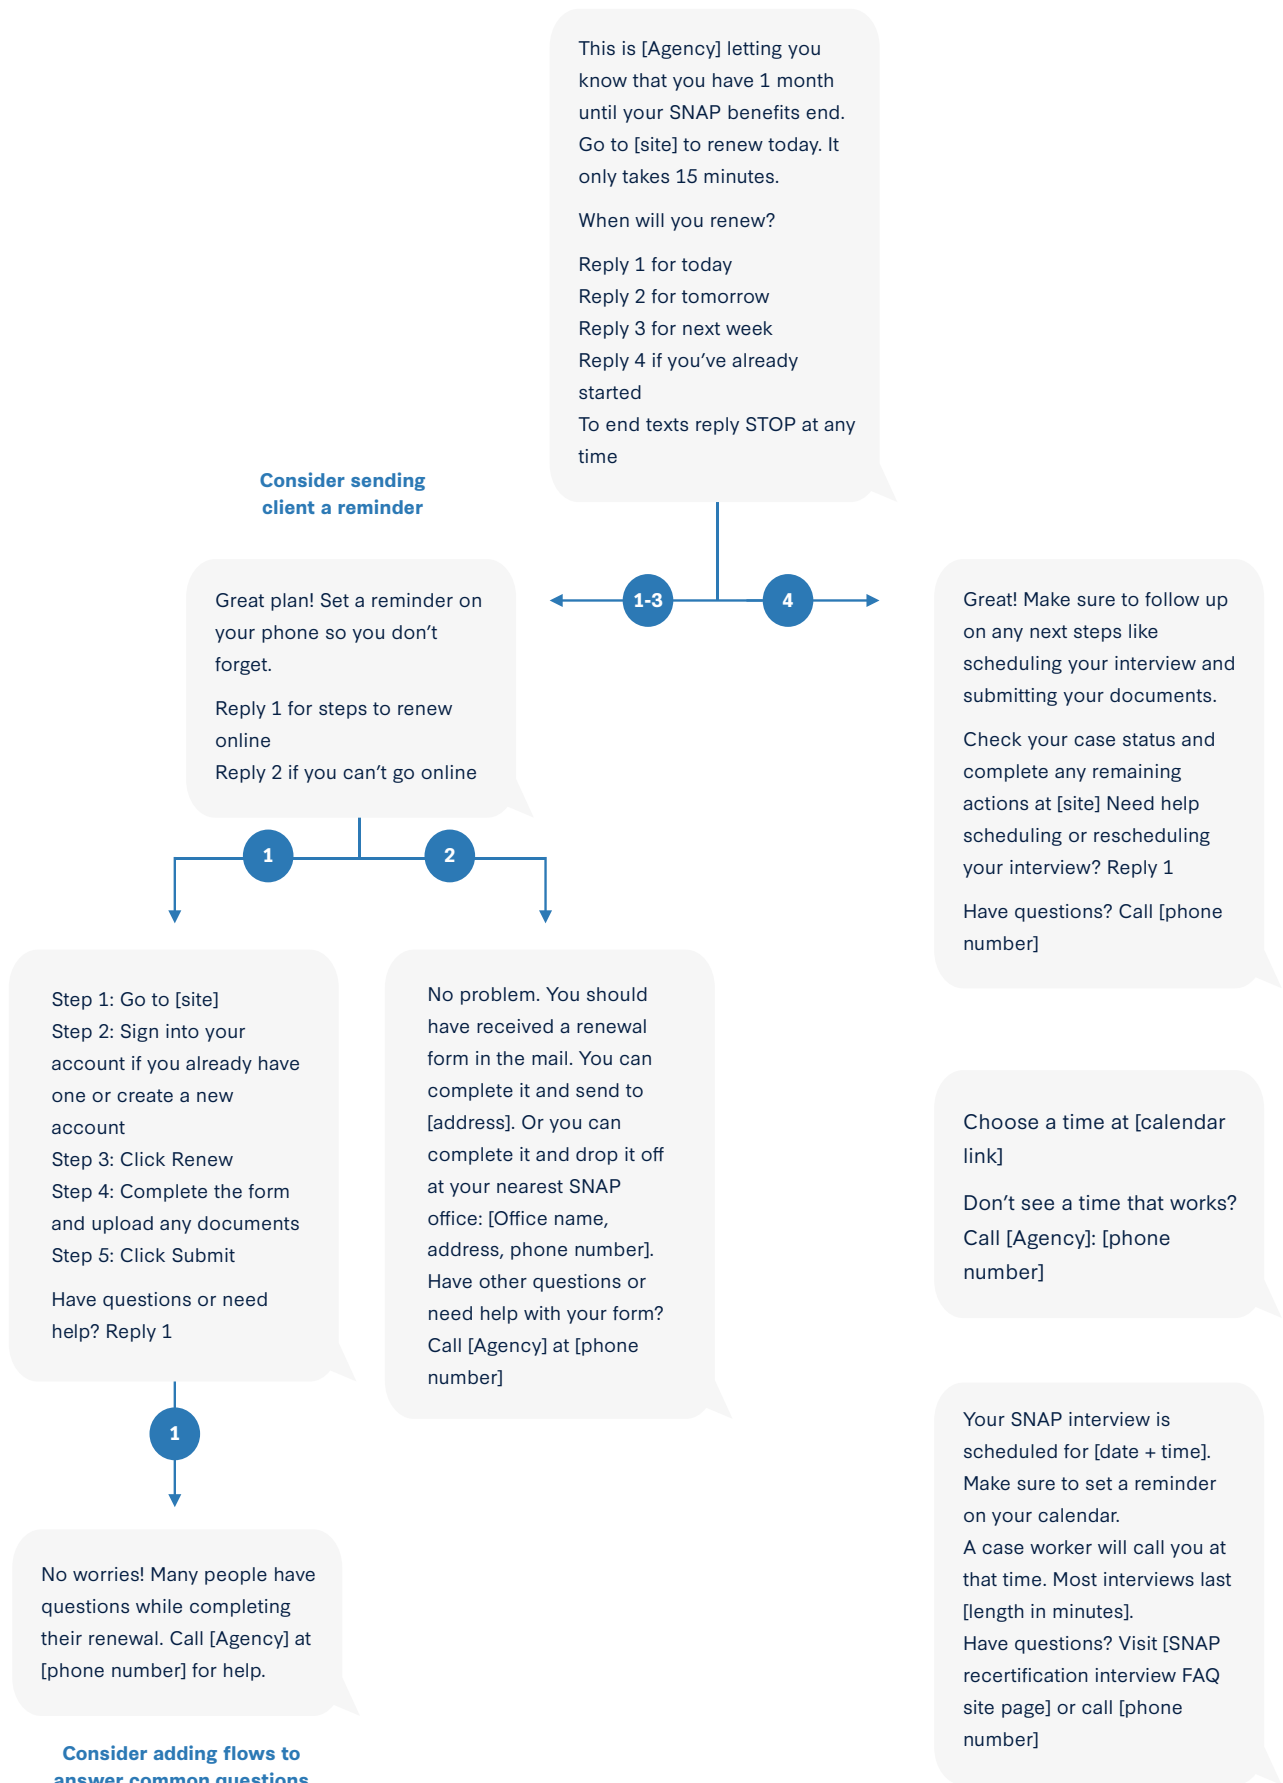 This is [Agency] letting you
know that you have 1 month
until your SNAP benefits end.
Go to [site] to renew today. It
only takes 15 minutes.
When will you renew?
Reply 1 for today
Reply 2 for tomorrow
Reply 3 for next week
Reply 4 if you’ve already
started
To end texts reply STOP at any
time
Consider sending
client a reminder
1-3
4
Great plan! Set a reminder on
your phone so you don’t
forget.
Reply 1 for steps to renew
online
Reply 2 if you can’t go online
Great! Make sure to follow up
on any next steps like
scheduling your interview and
submitting your documents.
Check your case status and
complete any remaining
actions at [site] Need help
scheduling or rescheduling
your interview? Reply 1
Have questions? Call [phone
number]
1
2
Step 1: Go to [site]
Step 2: Sign into your
account if you already have
one or create a new
account
Step 3: Click Renew
Step 4: Complete the form
and upload any documents
Step 5: Click Submit
Have questions or need
help? Reply 1
No problem. You should
have received a renewal
form in the mail. You can
complete it and send to
[address]. Or you can
complete it and drop it off
at your nearest SNAP
office: [Office name,
address, phone number].
Have other questions or
need help with your form?
Call [Agency] at [phone
number]
Choose a time at [calendar
link]
Don’t see a time that works?
Call [Agency]: [phone
number]
1
No worries! Many people have
questions while completing
their renewal. Call [Agency] at
[phone number] for help.
Your SNAP interview is
scheduled for [date + time].
Make sure to set a reminder
on your calendar.
A case worker will call you at
that time. Most interviews last
[length in minutes].
Have questions? Visit [SNAP
recertification interview FAQ
site page] or call [phone
number]
Consider adding flows to
answer common questions